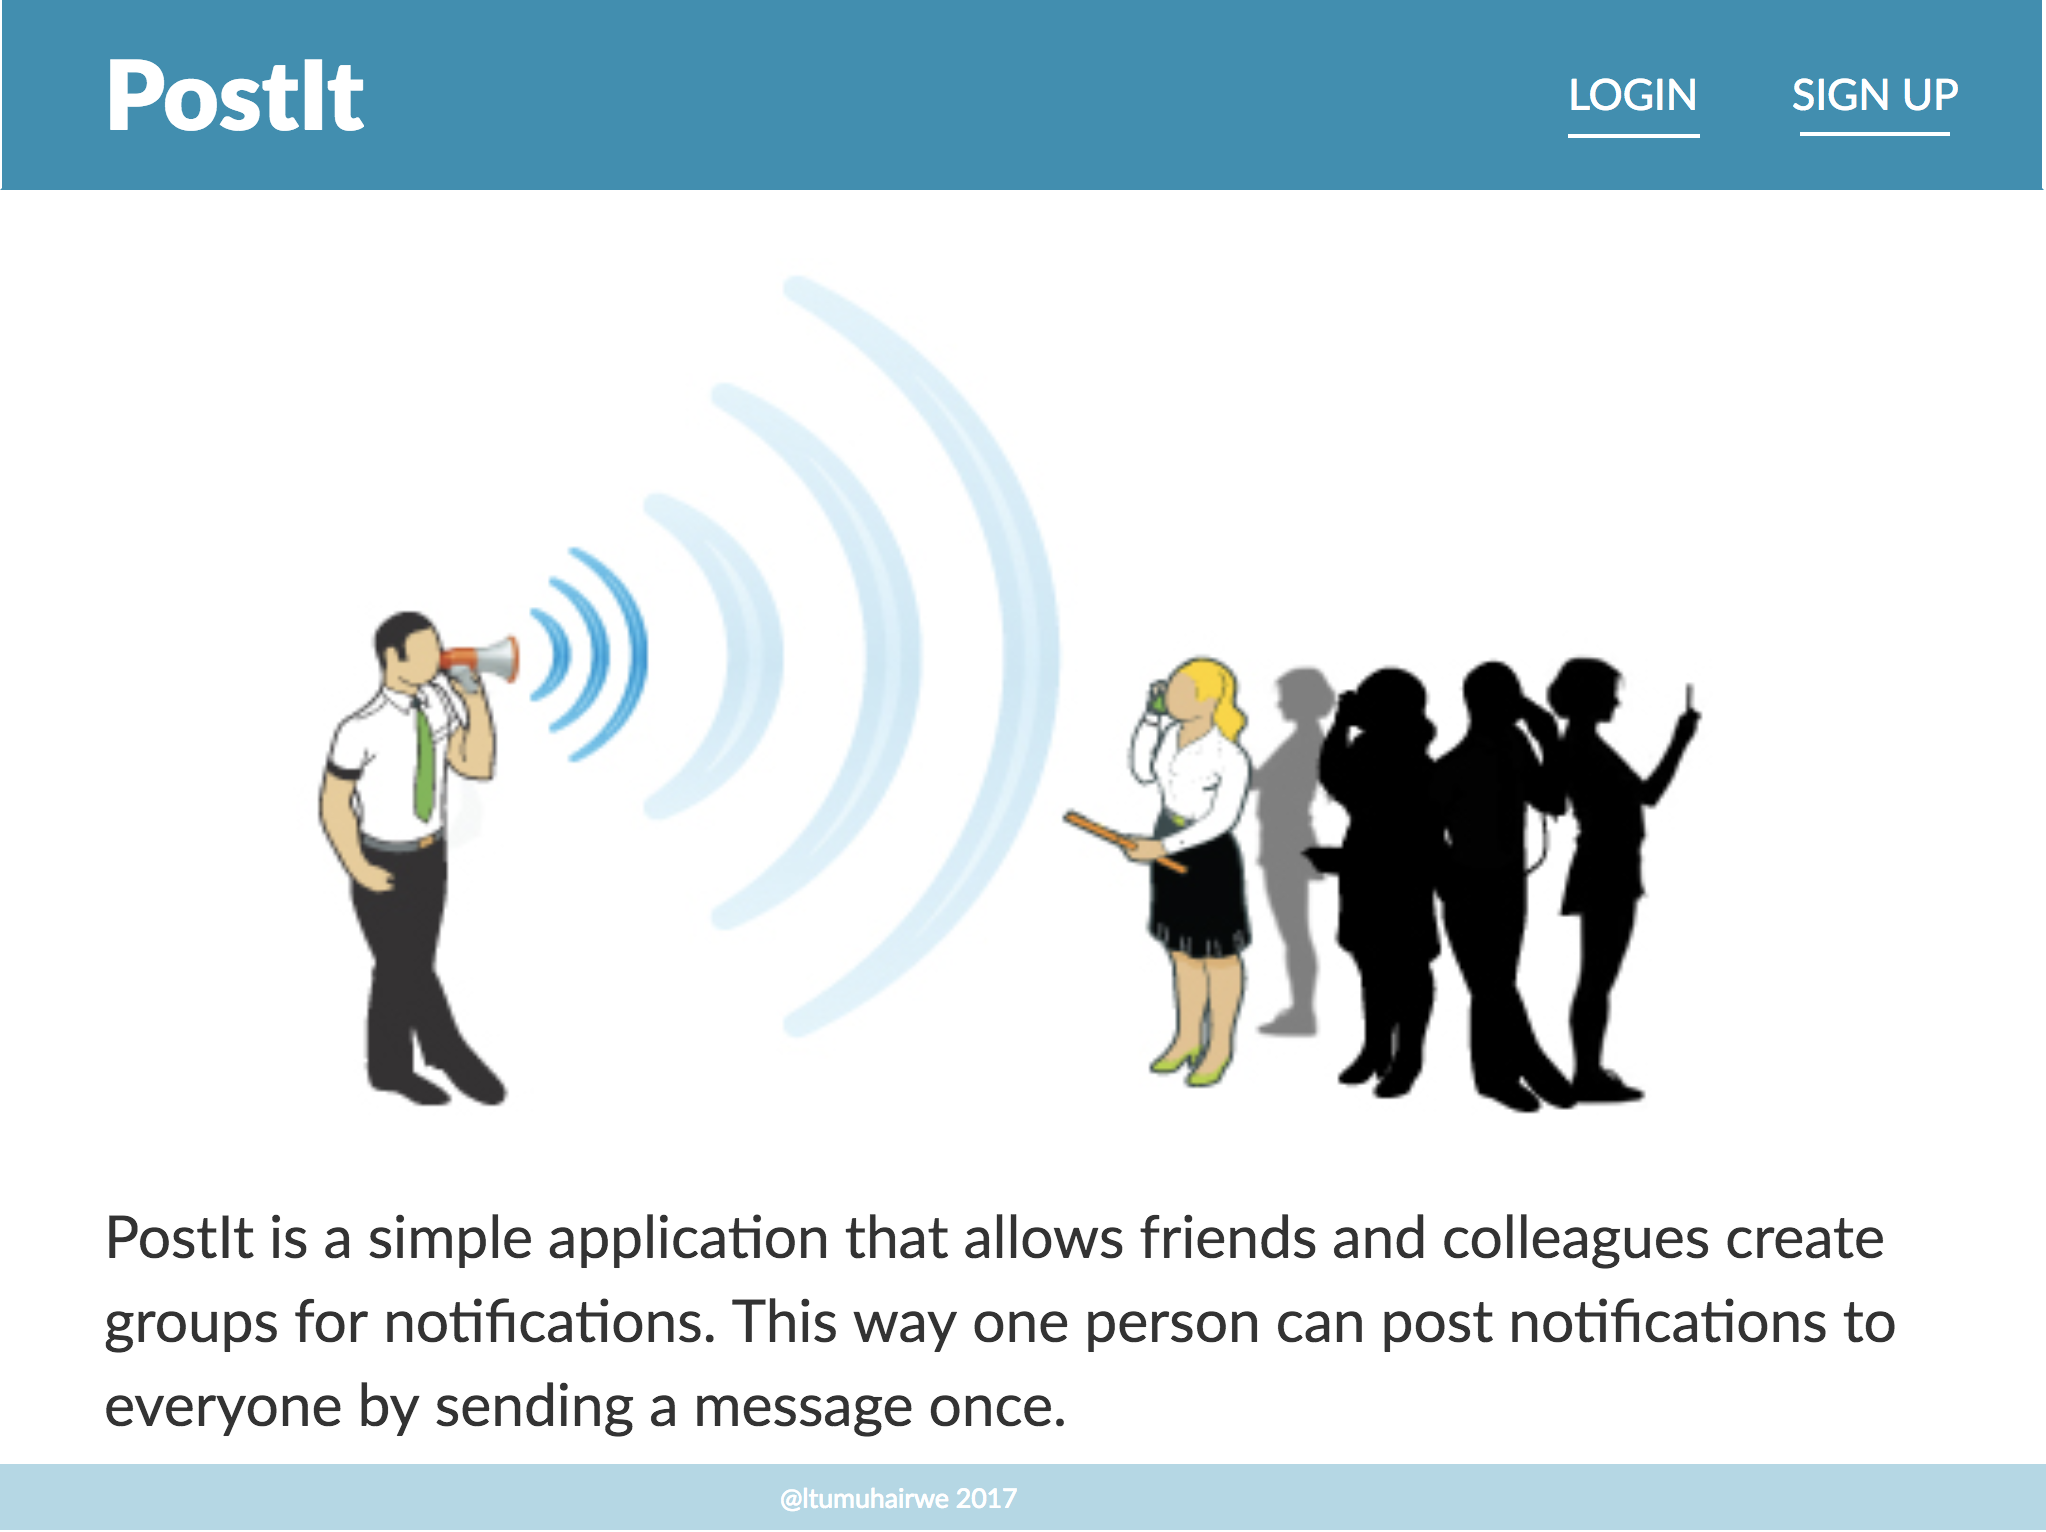 PostIt
LOGIN
SIGN UP
PostIt is a simple application that allows friends and colleagues create
groups for notifications. This way one person can post notifications to
everyone by sending a message once.
@ltumuhairwe 2017